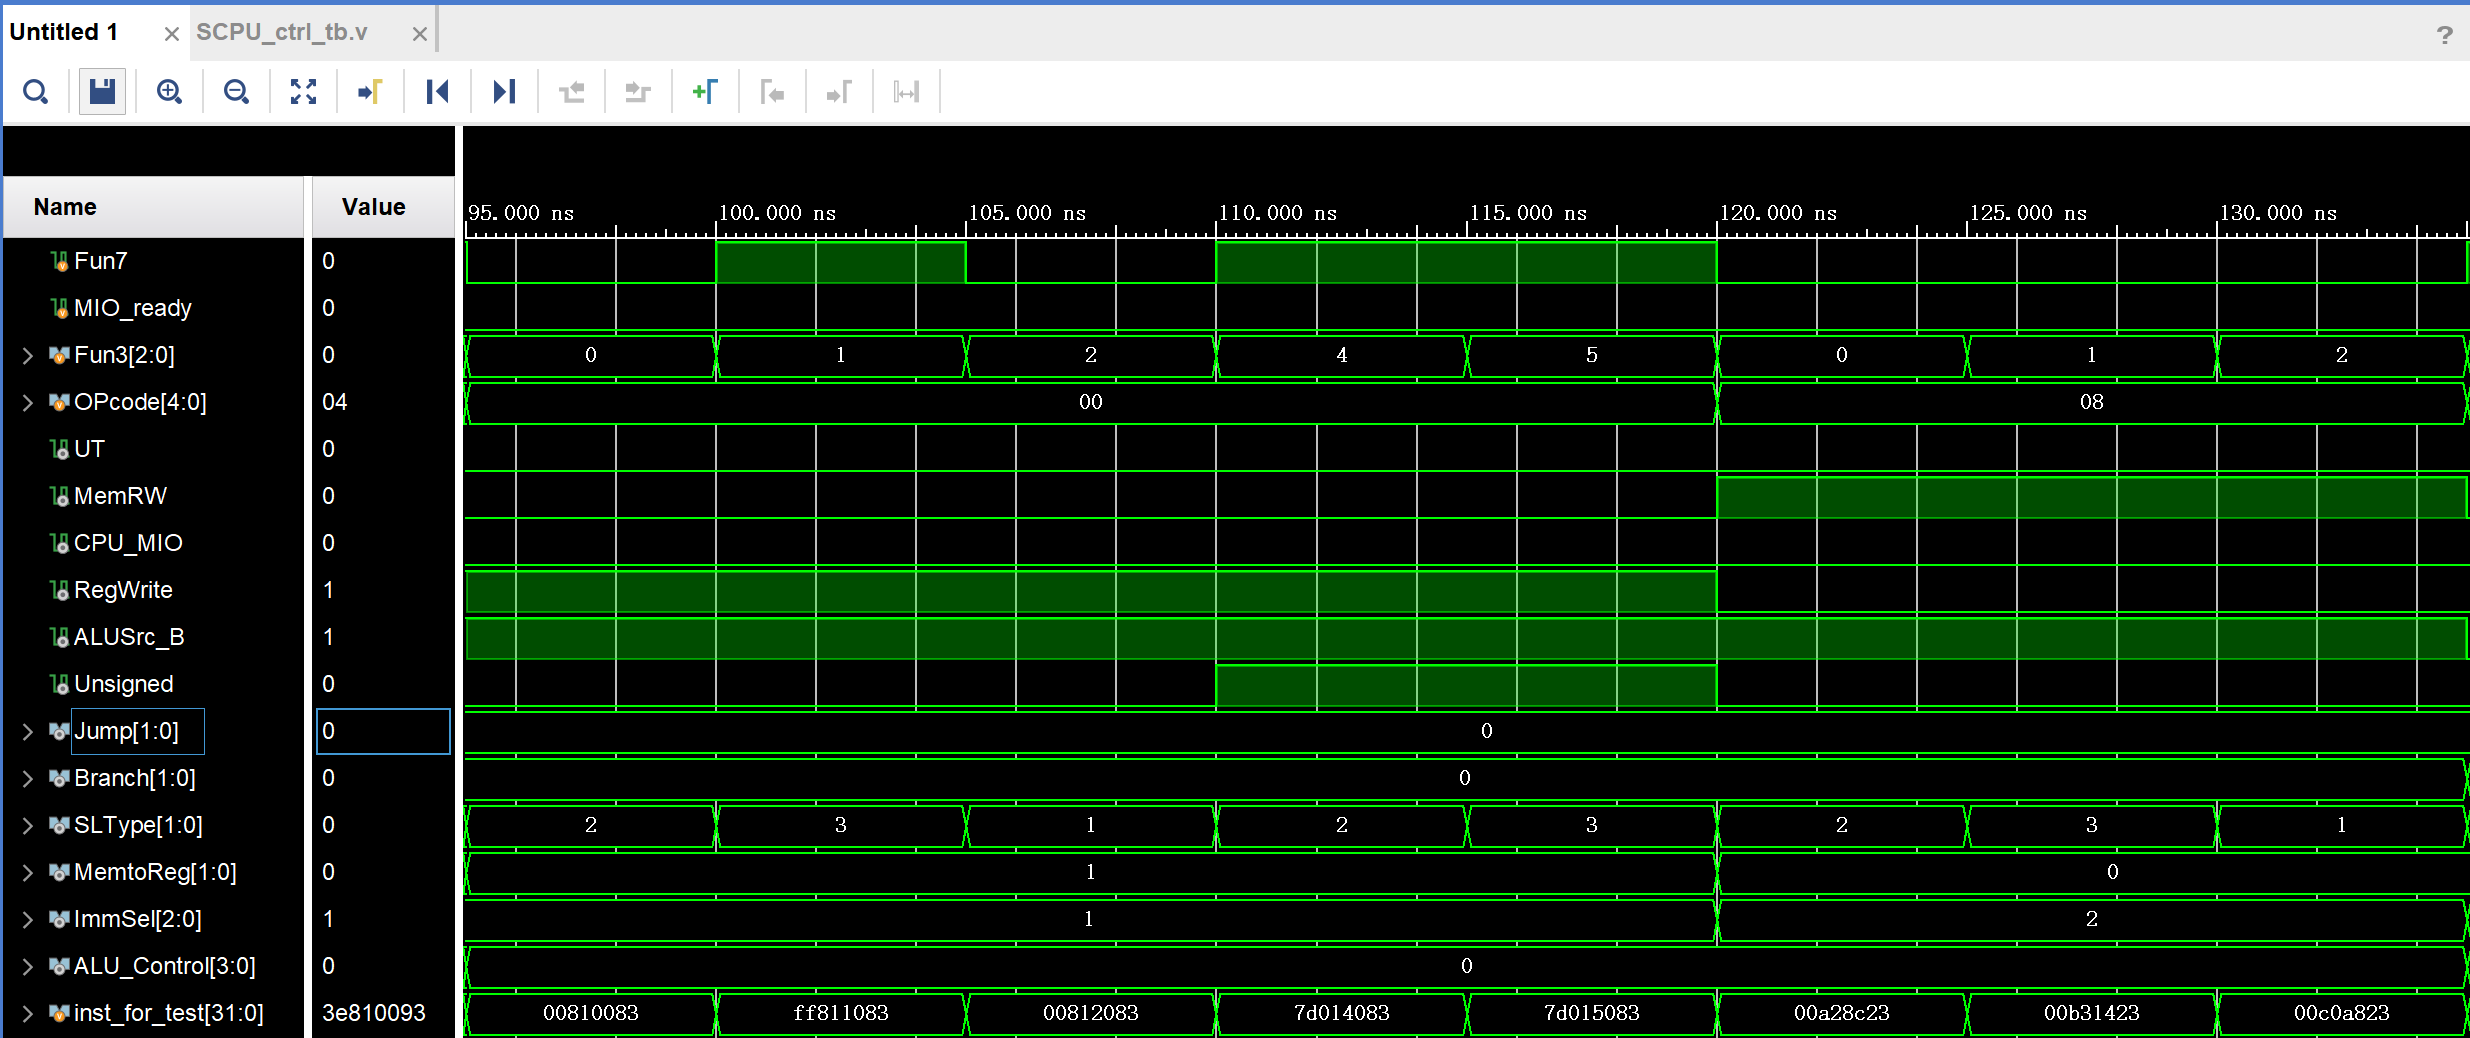 Untitled 1 × SCPU_ctrl_tb.v × ?
Name Value
95.000 ns 100.000 ns 105.000 ns 110.000 ns 115.000 ns 120.000 ns 125.000 ns 130.000 ns
Fun7 0
MIO_ready 0
Fun3[2:0] 0 0 1 2 4 5 0 1 2
OPcode[4:0] 04 00 08
UT 0
MemRW 0
CPU_MIO 0
RegWrite 1
ALUSrc_B 1
Unsigned 0
Jump[1:0] 0 0
Branch[1:0] 0 0
SLType[1:0] 0 2 3 1 2 3 2 3 1
MemtoReg[1:0] 0 1 0
ImmSel[2:0] 1 1 2
ALU_Control[3:0] 0 0
inst_for_test[31:0] 3e810093 00810083 ff811083 00812083 7d014083 7d015083 00a28c23 00b31423 00c0a823